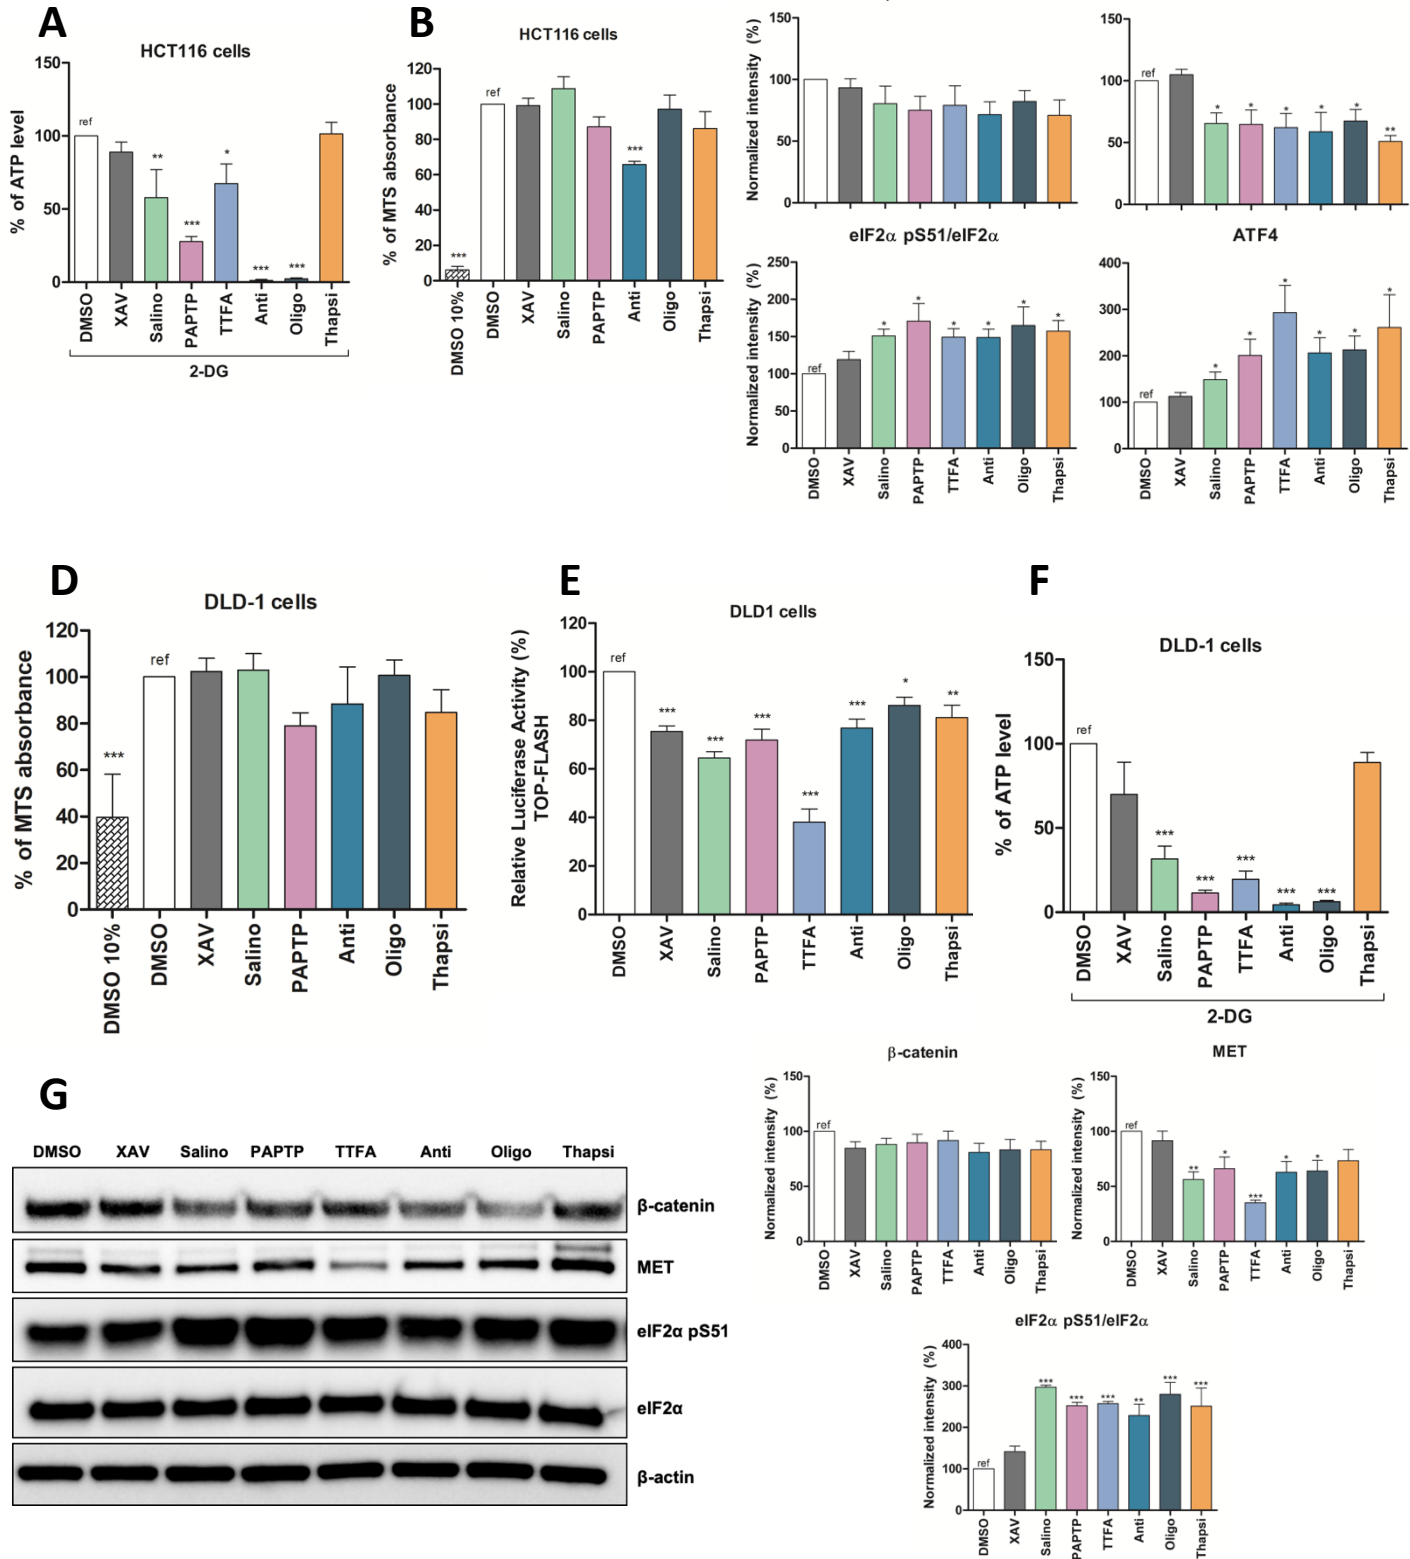 A
HCT116 cells
% of ATP level
150
100
50
0
ref
**
***
*
***
***
DMSO
XAV
Salino
PAPTP
TTFA
Anti
Oligo
Thapsi
2-DG
B
HCT116 cells
% of MTS absorbance
120
100
80
60
40
20
0
***
ref
***
DMSO 10%
DMSO
XAV
Salino
PAPTP
Anti
Oligo
Thapsi
Normalized intensity (%)
150
100
50
0
150
100
50
0
ref
*
*
*
*
*
**
eIF2α pS51/eIF2α
Normalized intensity (%)
250
200
150
100
50
0
ref
*
*
*
*
*
*
DMSO
XAV
Salino
PAPTP
TTFA
Anti
Oligo
Thapsi
ATF4
400
300
200
100
0
ref
*
*
*
*
*
*
DMSO
XAV
Salino
PAPTP
TTFA
Anti
Oligo
Thapsi
D
DLD-1 cells
% of MTS absorbance
120
100
80
60
40
20
0
***
ref
DMSO 10%
DMSO
XAV
Salino
PAPTP
Anti
Oligo
Thapsi
E
DLD1 cells
Relative Luciferase Activity (%)
TOP-FLASH
120
100
80
60
40
20
0
ref
***
***
***
***
***
*
**
DMSO
XAV
Salino
PAPTP
TTFA
Anti
Oligo
Thapsi
F
DLD-1 cells
% of ATP level
150
100
50
0
ref
***
***
***
***
***
DMSO
XAV
Salino
PAPTP
TTFA
Anti
Oligo
Thapsi
2-DG
G
DMSO XAV Salino PAPTP TTFA Anti Oligo Thapsi
β-catenin
MET
eIF2α pS51
eIF2α
β-actin
β-catenin
Normalized intensity (%)
150
100
50
0
ref
DMSO
XAV
Salino
PAPTP
TTFA
Anti
Oligo
Thapsi
MET
Normalized intensity (%)
150
100
50
0
ref
**
*
***
*
*
DMSO
XAV
Salino
PAPTP
TTFA
Anti
Oligo
Thapsi
eIF2α pS51/eIF2α
Normalized intensity (%)
400
300
200
100
0
ref
***
***
***
**
***
***
DMSO
XAV
Salino
PAPTP
TTFA
Anti
Oligo
Thapsi